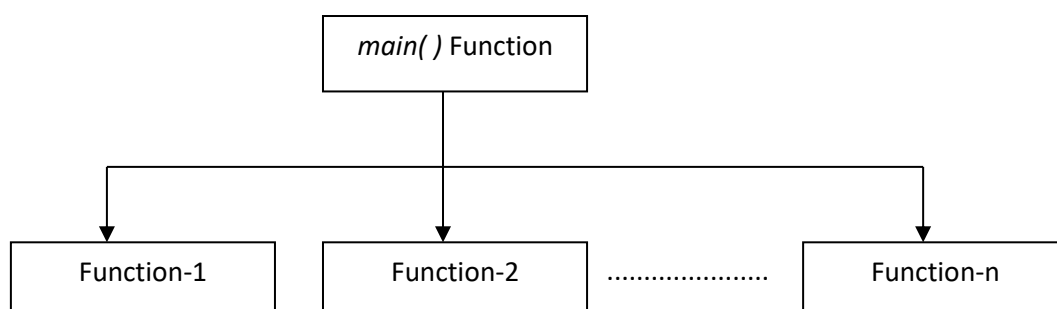 main( ) Function
Function-1 Function-2 ....................... Function-n